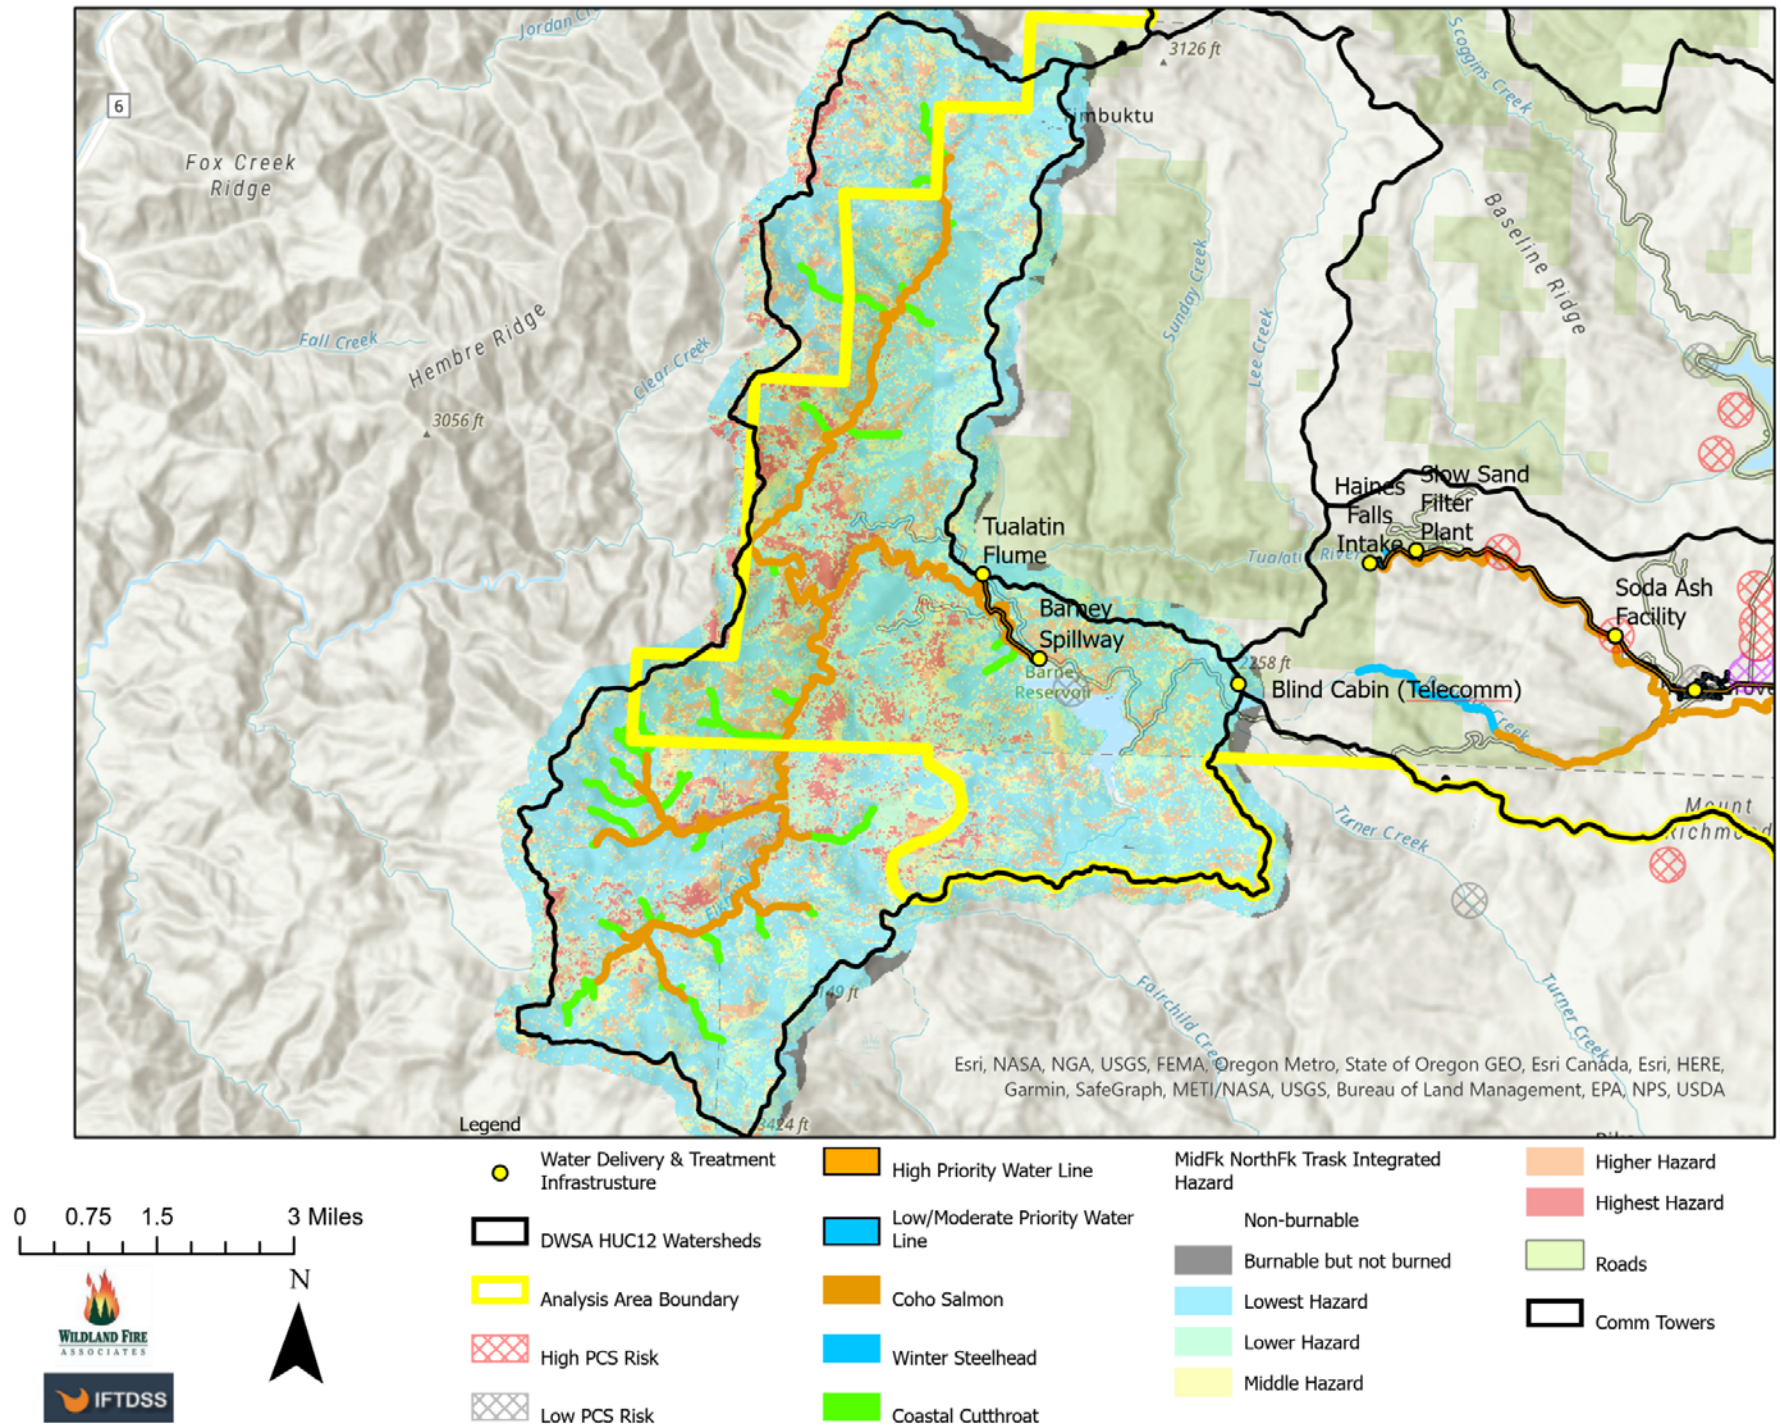 Jordan Cr
3126 ft
Scoggins Creek
6
Fox Creek
Ridge
Baseline Ridge
Sunday Creek
Lee Creek
Fall Creek
Hembre Ridge
Clear Creek
3056 ft
Haines
Falls
Intake
Slow Sand
Filter
Plant
Tualatin
Flume
Tualatin River
Soda Ash
Facility
Barney
Spillway
Barney
Reservoir
2258 ft
Blind Cabin (Telecomm)
Creek
Mount
Richmond
Turner Creek
Turner Creek
Fairchild Creek
3149 ft
3424 ft
Esri, NASA, NGA, USGS, FEMA, Oregon Metro, State of Oregon GEO, Esri Canada, Esri, HERE,
Garmin, SafeGraph, METI/NASA, USGS, Bureau of Land Management, EPA, NPS, USDA
Legend
Water Delivery & Treatment
Infrastrusture
DWSA HUC12 Watersheds
Analysis Area Boundary
High PCS Risk
Low PCS Risk
High Priority Water Line
Low/Moderate Priority Water
Line
Coho Salmon
Winter Steelhead
Coastal Cutthroat
MidFk NorthFk Trask Integrated
Hazard
Non-burnable
Burnable but not burned
Lowest Hazard
Lower Hazard
Middle Hazard
Higher Hazard
Highest Hazard
Roads
Comm Towers
0 0.75 1.5 3 Miles
N
WILDLAND FIRE
ASSOCIATES
IFTDSS